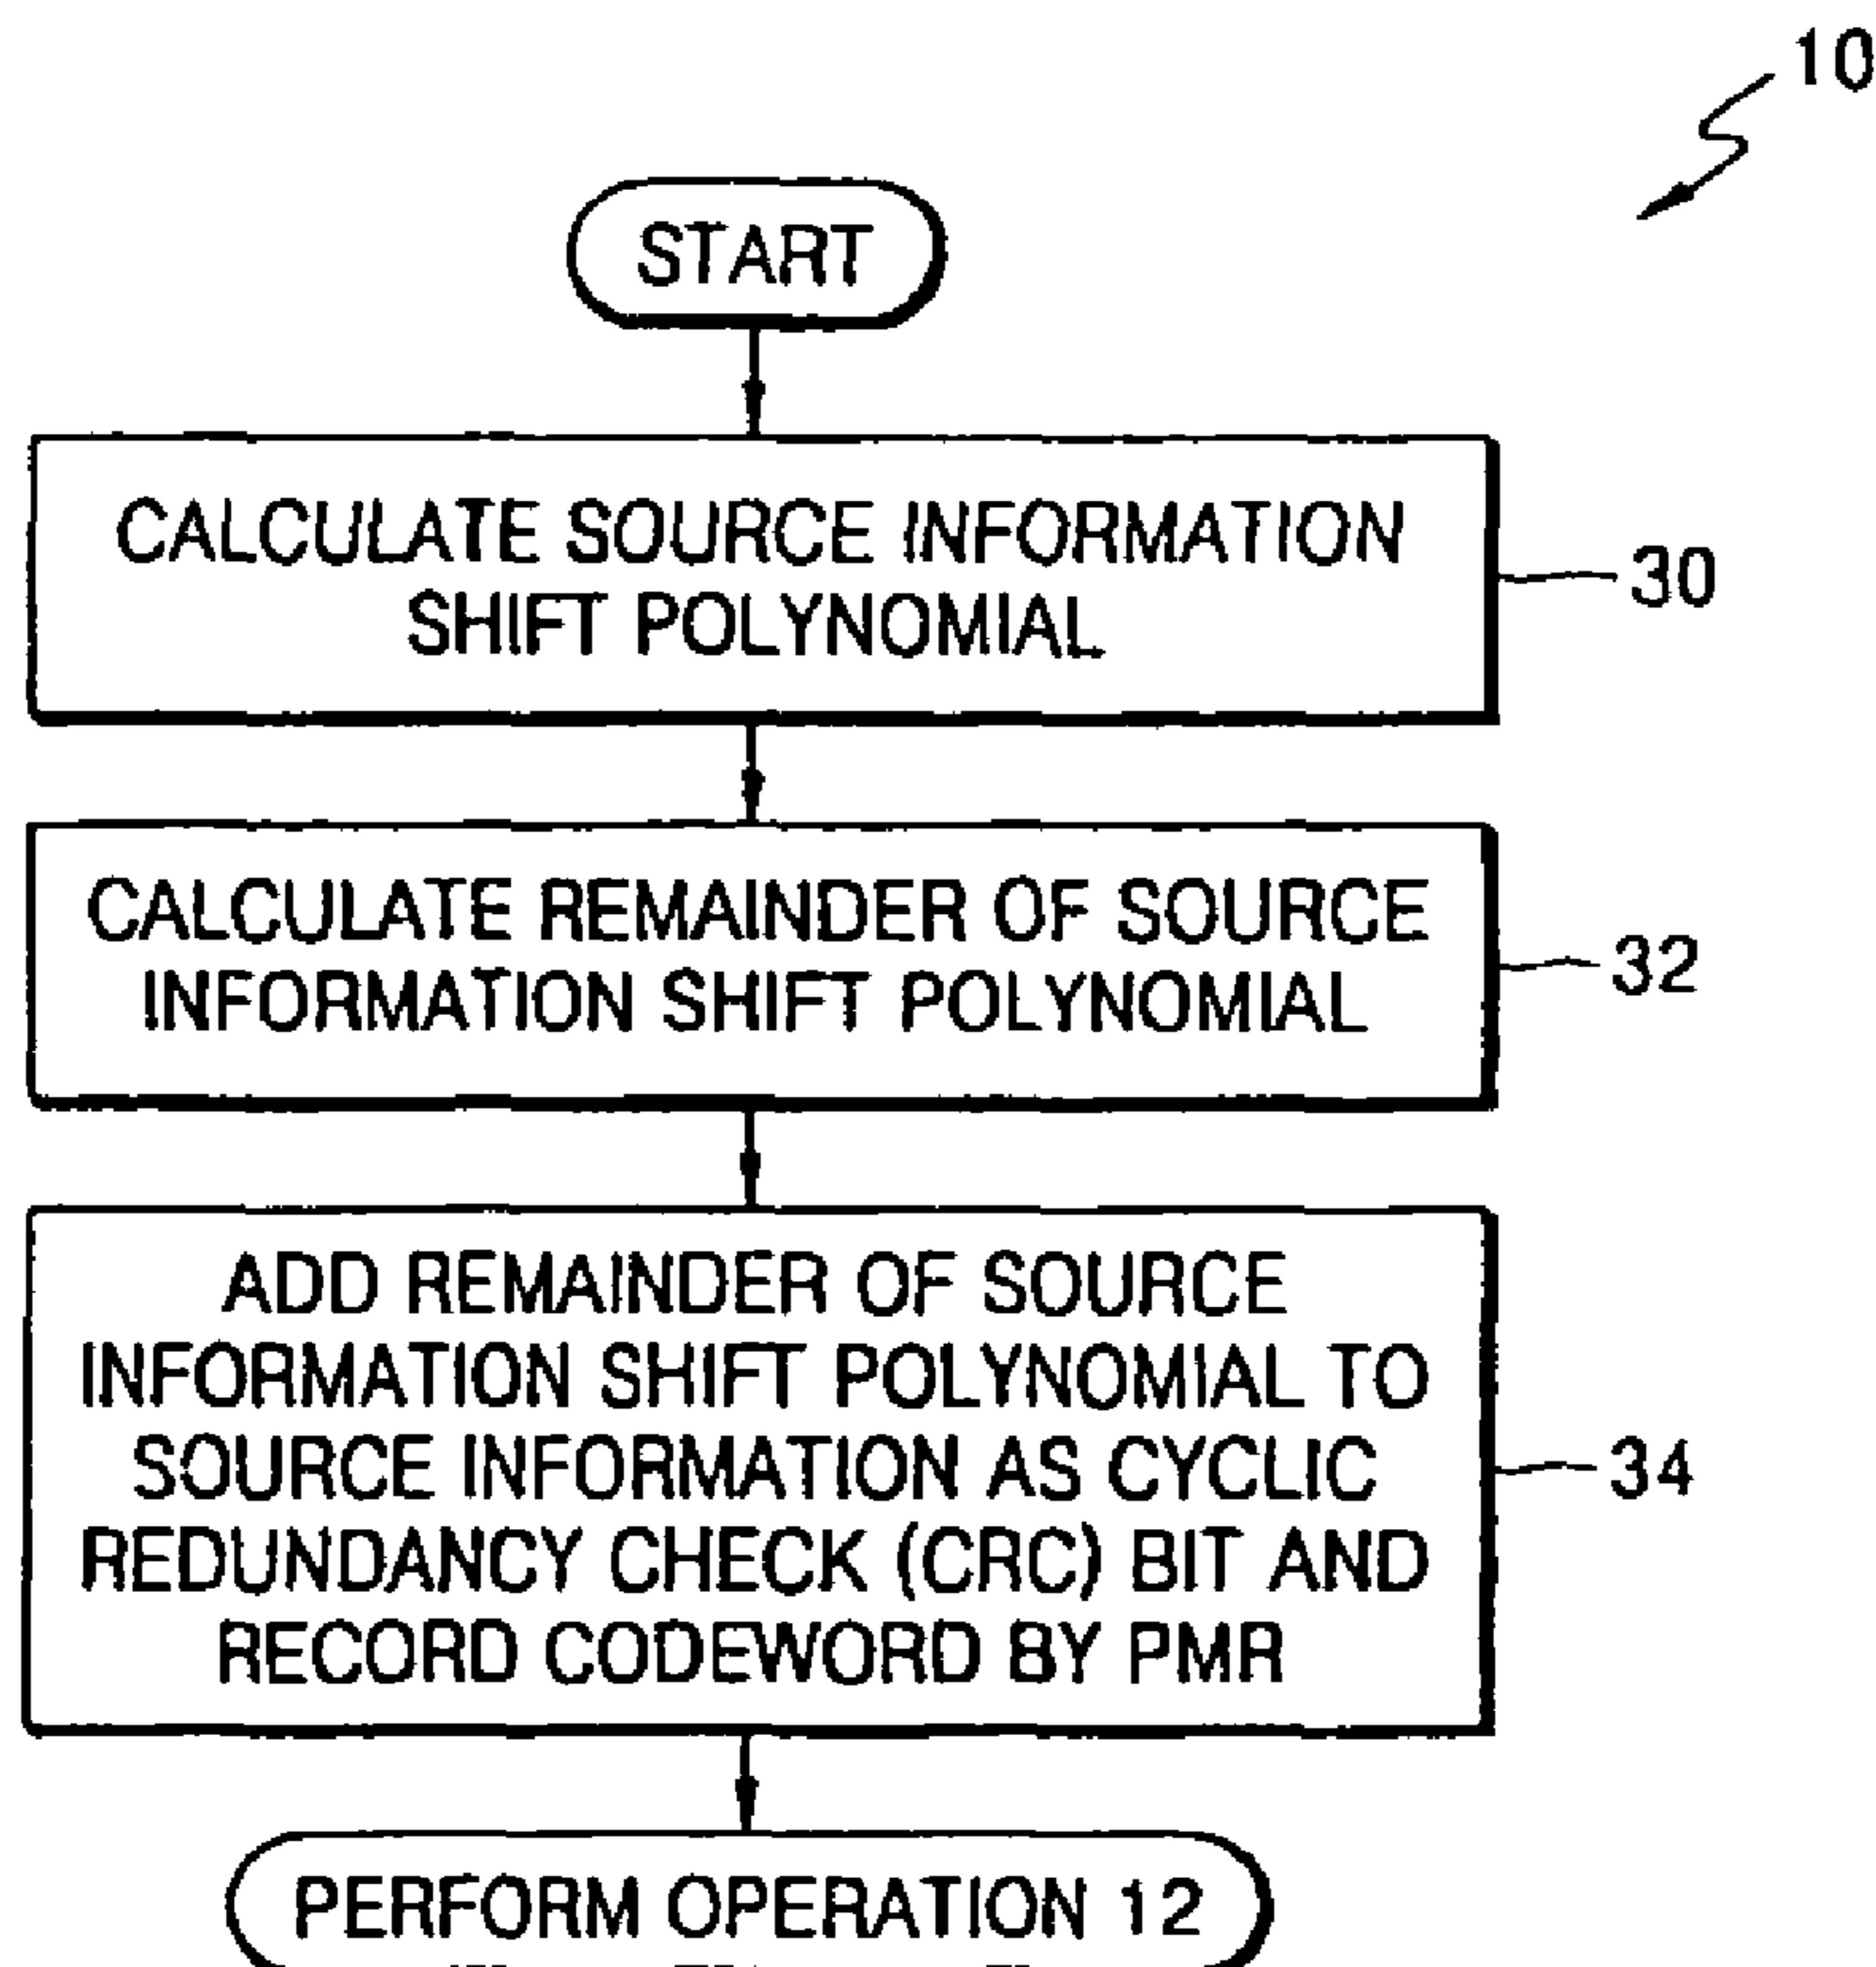 10
START
CALCULATE SOURCE INFORMATION
SHIFT POLYNOMIAL
30
CALCULATE REMAINDER OF SOURCE
INFORMATION SHIFT POLYNOMIAL
32
ADD REMAINDER OF SOURCE
INFORMATION SHIFT POLYNOMIAL TO
SOURCE INFORMATION AS CYCLIC
REDUNDANCY CHECK (CRC) BIT AND
RECORD CODEWORD BY PMR
34
PERFORM OPERATION 12